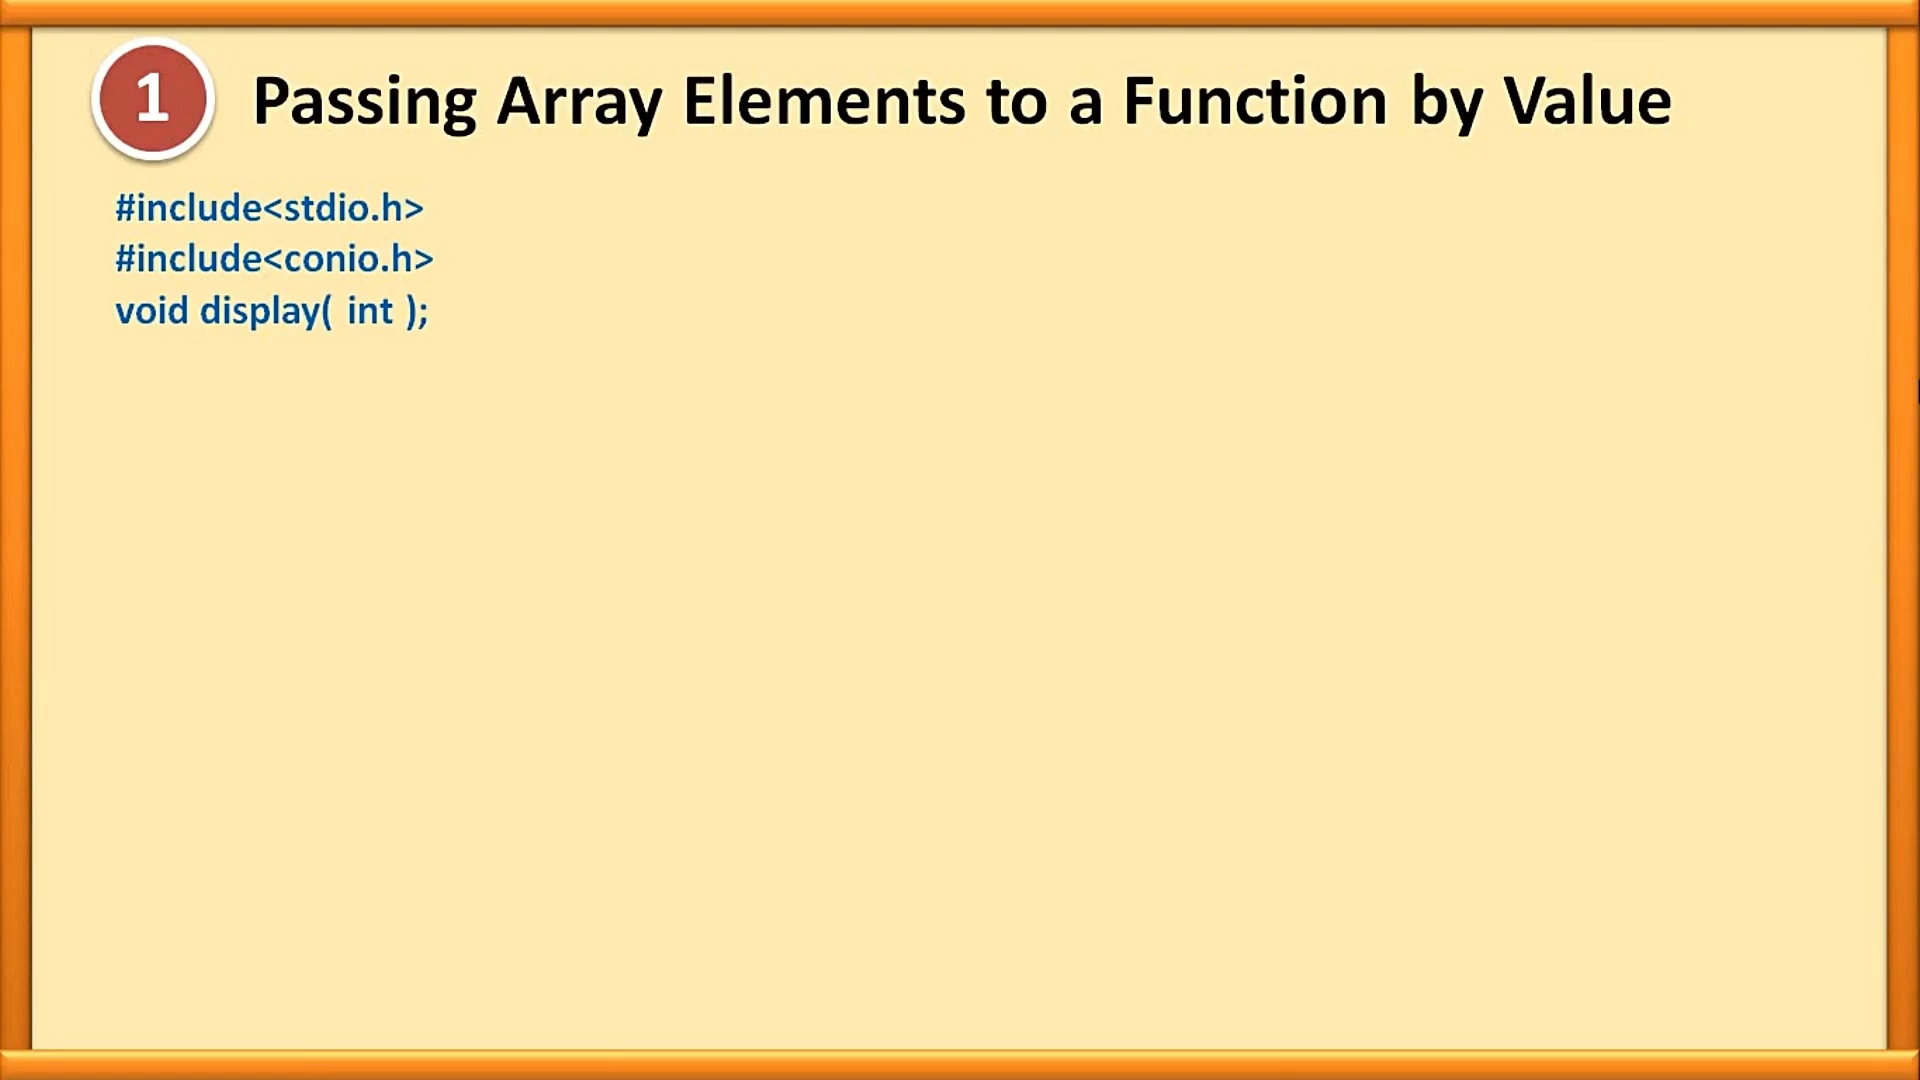 1
Passing Array Elements to a Function by Value
#include<stdio.h>
#include<conio.h>
void display( int );